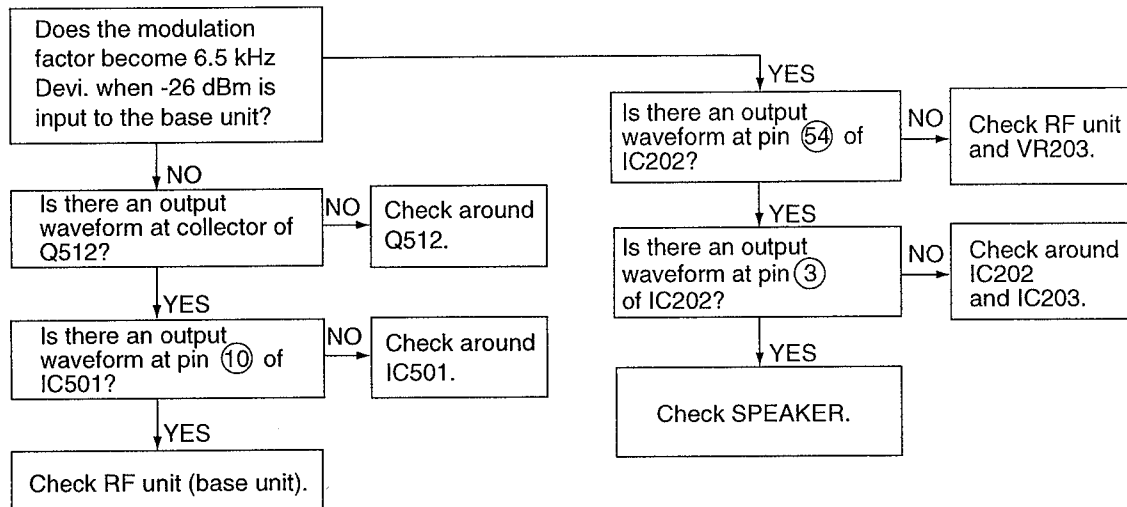 Does the modulation
factor become 6.5 kHz
Devi. when -26 dBm is
input to the base unit?
NO
Is there an output
waveform at collector of
Q512?
NO
Check around
Q512.
YES
Is there an output
waveform at pin 10 of
IC501?
NO
Check around
IC501.
YES
Check RF unit (base unit).
YES
Is there an output
waveform at pin 54 of
IC202?
NO
Check RF unit
and VR203.
YES
Is there an output
waveform at pin 3
of IC202?
NO
Check around
IC202
and IC203.
YES
Check SPEAKER.